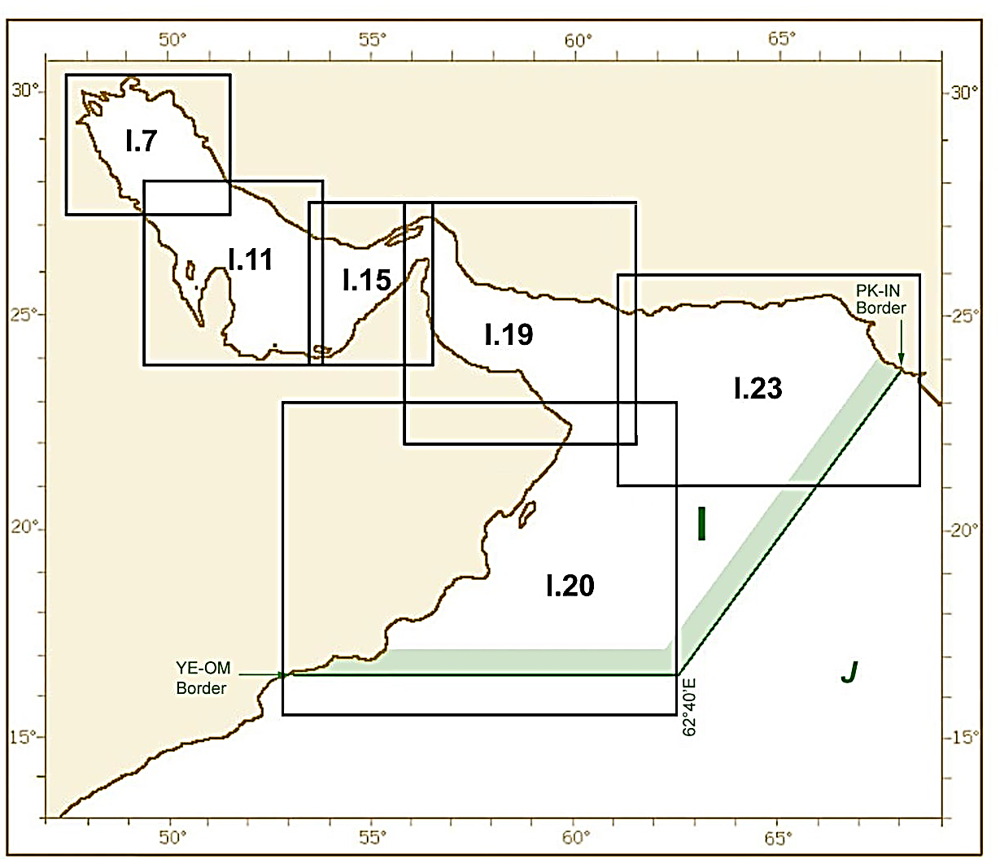 50° 55° 60° 65°
30° 30°
I.7
I.11
I.15
PK-IN
Border
25° 25°
I.19
I.23
20° 20°
I
I.20
YE-OM
Border
J
62°40'E
15° 15°
50° 55° 60° 65°